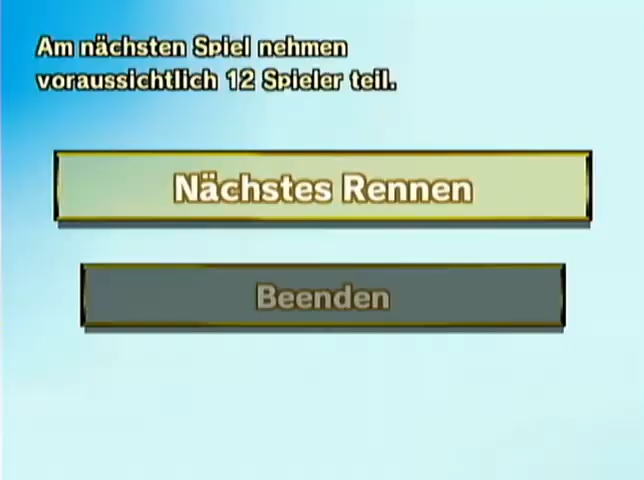 Am nächsten Spiel nehmen
voraussichtlich 12 Spieler teil.
Nächstes Rennen
Beenden